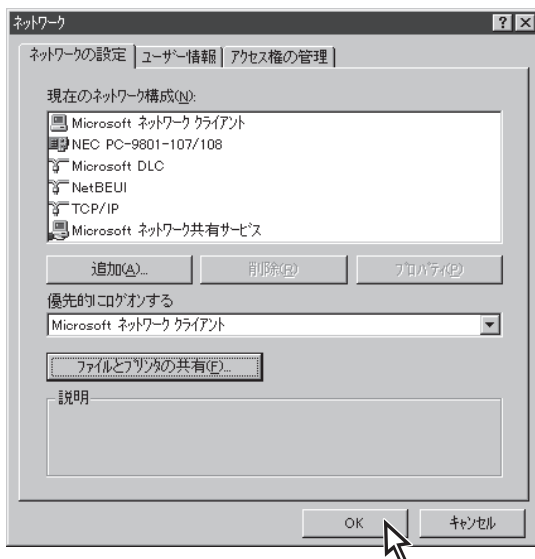 ネットワーク
ネットワークの設定 ユーザー情報 アクセス権の管理
現在のネットワーク構成(N):
Microsoft ネットワーク クライアント
NEC PC-9801-107/108
Microsoft DLC
NetBEUI
TCP/IP
Microsoft ネットワーク共有サービス
追加(A)... 削除(R) プロパティ(P)
優先的にログオンする
Microsoft ネットワーク クライアント
ファイルとプリンタの共有(F)...
説明
OK キャンセル